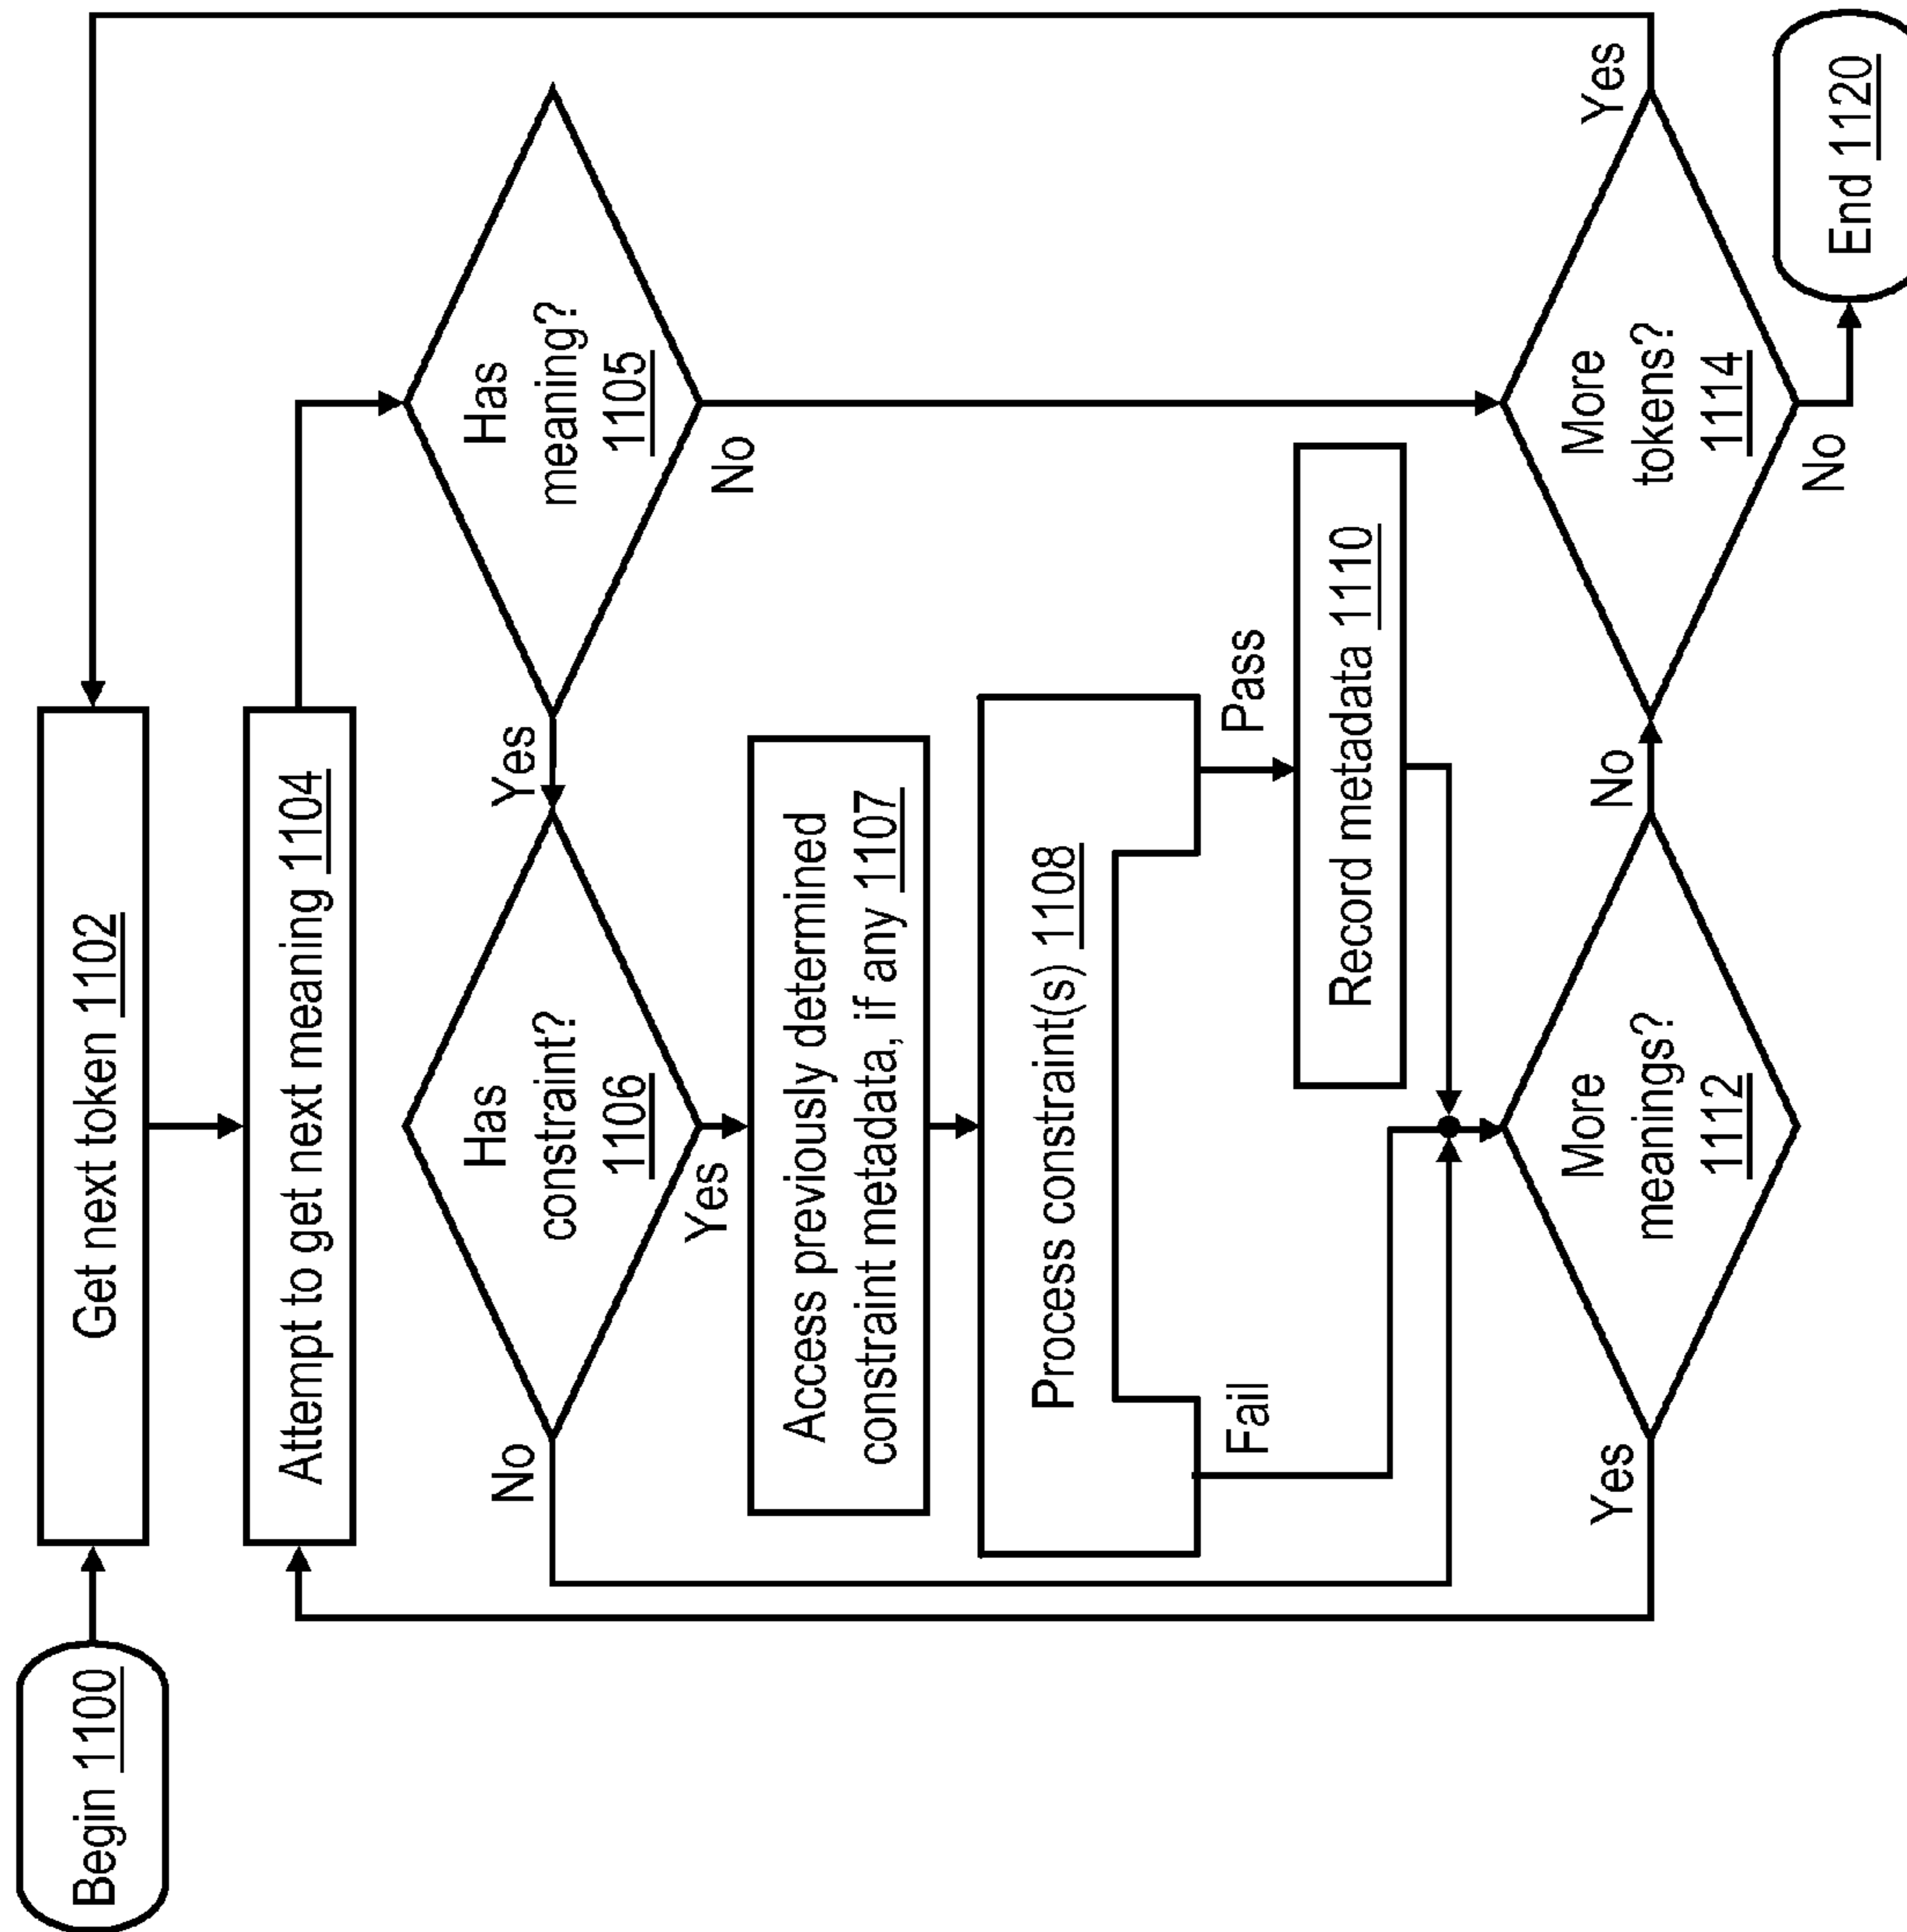 Begin 1100
Get next token 1102
Attempt to get next meaning 1104
Has
meaning?
1105
Yes
No
Has
constraint?
1106
No
Yes
Access previously determined
constraint metadata, if any 1107
Process constraint(s) 1108
Fail
Pass
Record metadata 1110
More
meanings?
1112
Yes
No
More
tokens?
1114
Yes
No
End 1120